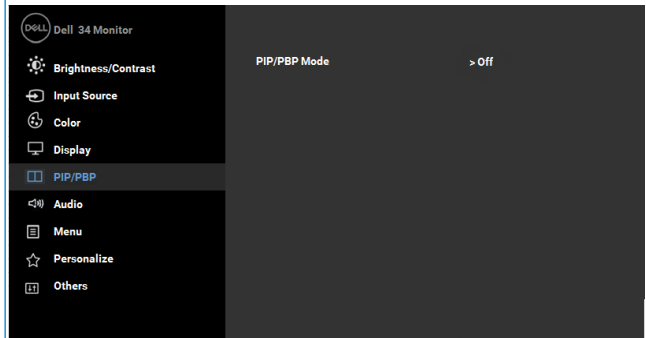 DELL Dell 34 Monitor
Brightness/Contrast
PIP/PBP Mode > Off
Input Source
Color
Display
PIP/PBP
Audio
Menu
Personalize
Others